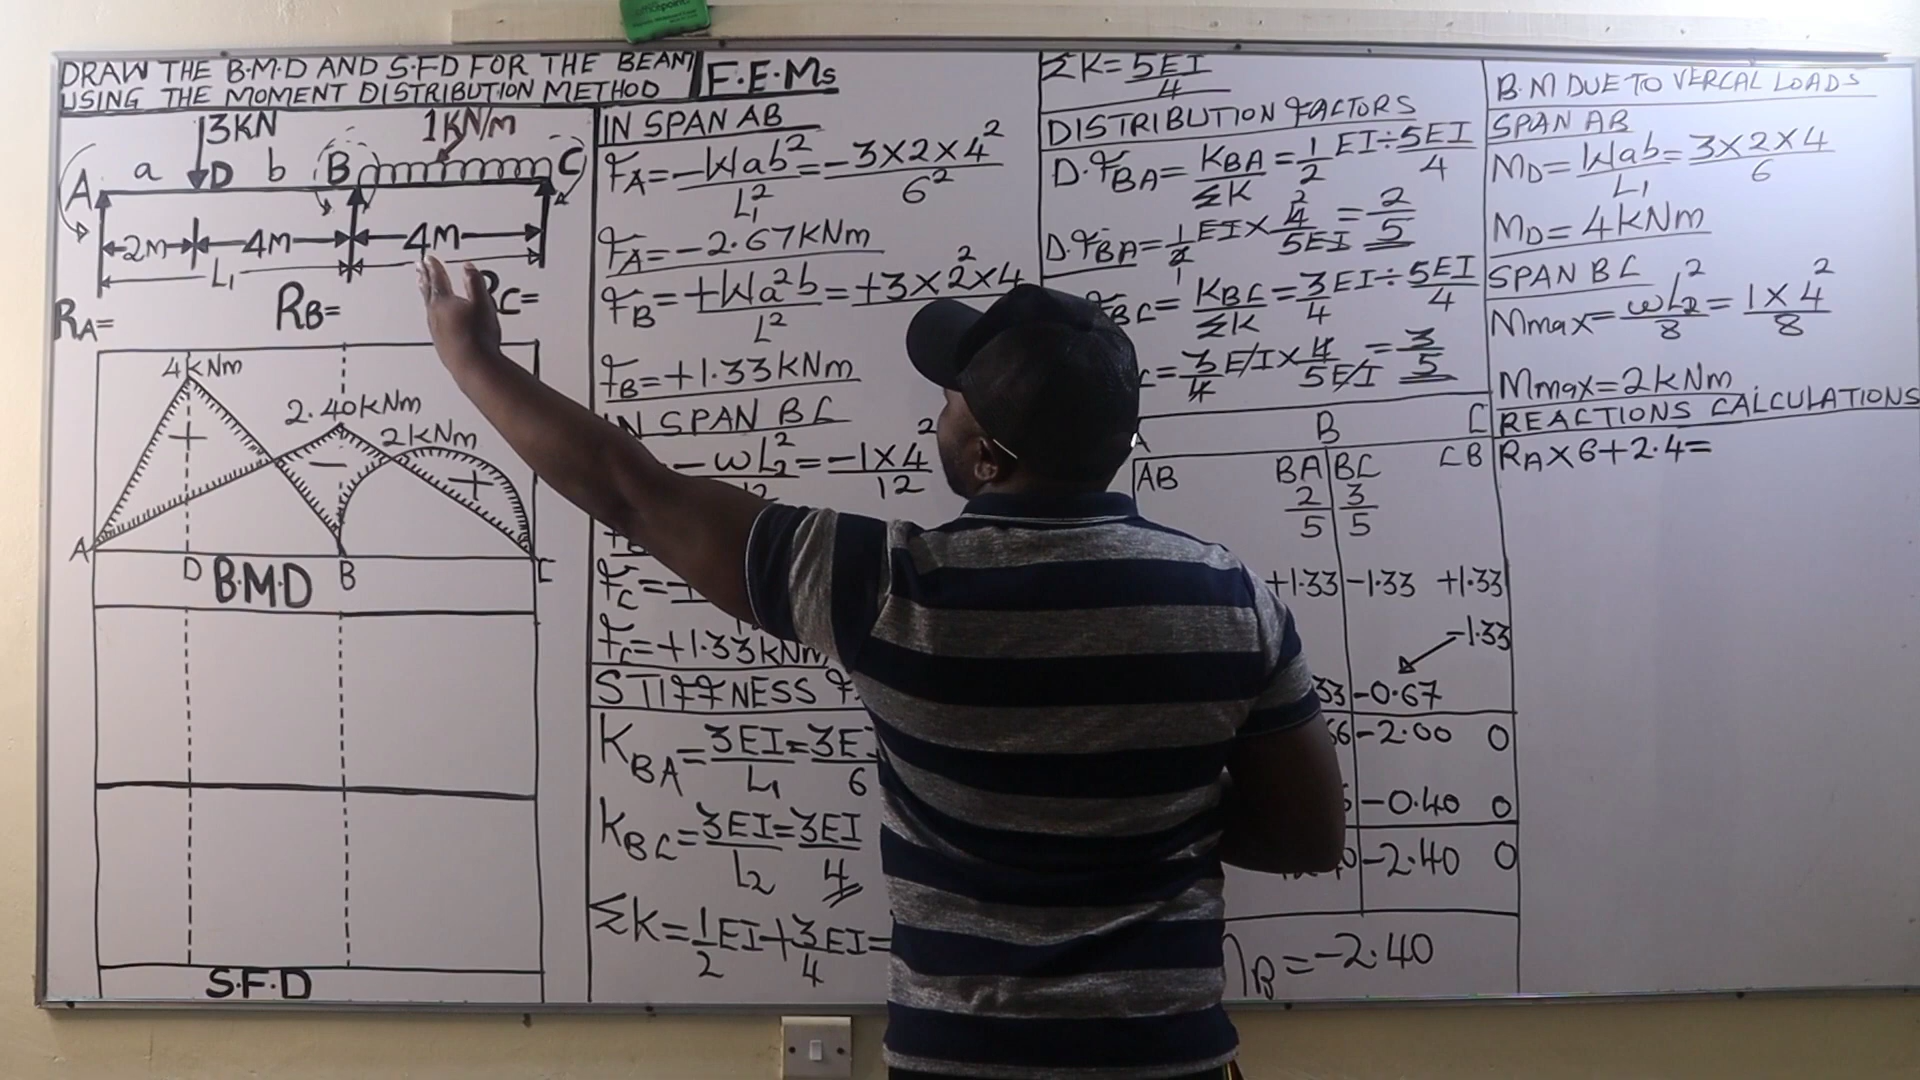 officepoint
DRAW THE B.M.D AND S.F.D FOR THE BEAM
USING THE MOMENT DISTRIBUTION METHOD
3KN
1KN/m
A a D b B C
2M 4M 4M
L1
RA=
RB=
RC=
4KNm
2.40KNm
2KNm
+
-
+
A D B C
B.M.D
S.F.D
F.E.Ms
IN SPAN AB
FA = -Wab²/L1² = -3×2×4²/6²
FA = -2.67KNm
FB = +Wa²b/L² = +3×2²×4
FB = +1.33KNm
IN SPAN BC
-wL2²/12 = -1×4²/12
FC =
FC = +1.33KNm
STIFFNESS
KBA = 3EI/L1 = 3EI/6
KBC = 3EI/L2 = 3EI/4
ΣK = 1/2 EI + 3/4 EI =
ΣK = 5EI/4
DISTRIBUTION FACTORS
D.FBA = KBA/ΣK = 1/2 EI ÷ 5EI/4
D.FBA = 1/2 EI × 4/5EI = 2/5
BC = KBC/ΣK = 3/4 EI ÷ 5EI/4
= 3/4 EI × 4/5EI = 3/5
A B C
AB BA BC CB
2/5 3/5
+1.33 -1.33 +1.33
-1.33
33 -0.67
66 -2.00 0
-0.40 0
-2.40 0
B = -2.40
B.M DUE TO VERCAL LOADS
SPAN AB
MD = Wab/L1 = 3×2×4/6
MD = 4KNm
SPAN BC
Mmax = wL2²/8 = 1×4²/8
Mmax = 2KNm
REACTIONS CALCULATIONS
RA×6+2.4=